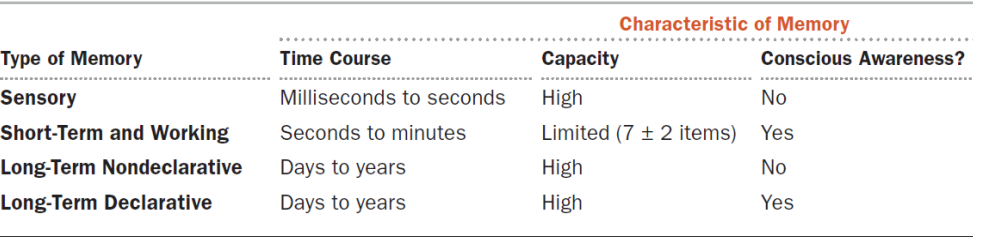 Characteristic of Memory
Type of Memory Time Course Capacity Conscious Awareness?
Sensory Milliseconds to seconds High No
Short-Term and Working Seconds to minutes Limited (7 ± 2 items) Yes
Long-Term Nondeclarative Days to years High No
Long-Term Declarative Days to years High Yes